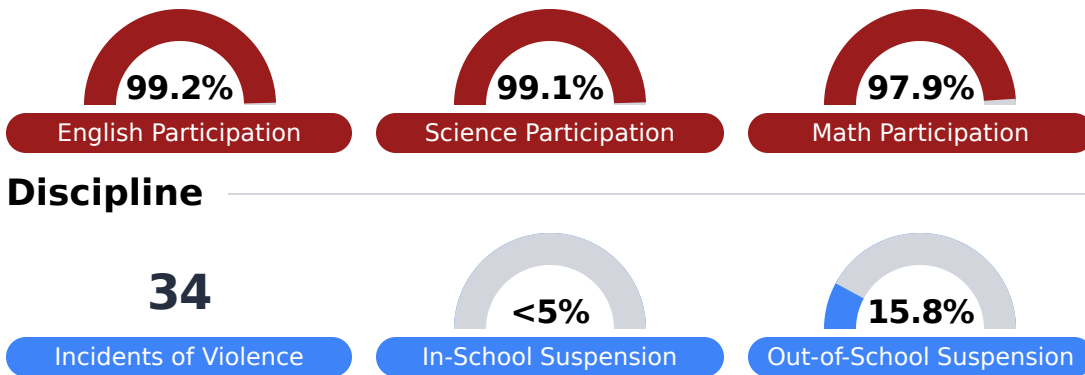 99.2% 99.1% 97.9%
English Participation Science Participation Math Participation
Discipline
34 <5% 15.8%
Incidents of Violence In-School Suspension Out-of-School Suspension